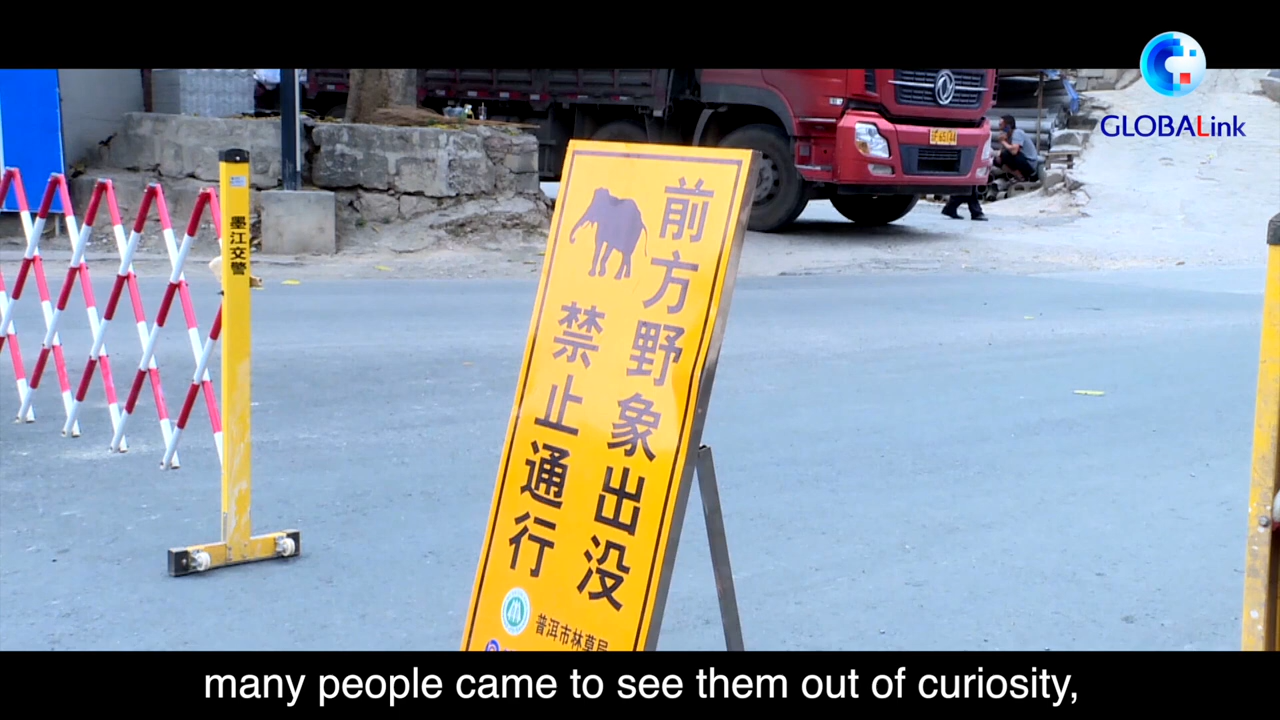 GLOBALink
墨江交警
前方野象出没
禁止通行
普洱市林草局
many people came to see them out of curiosity,